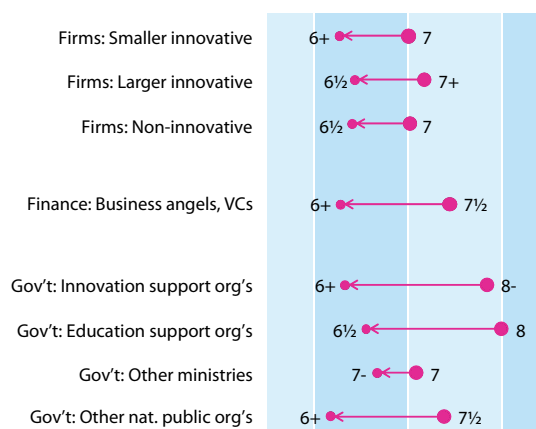 Firms: Smaller innovative 6+ 7
Firms: Larger innovative 6½ 7+
Firms: Non-innovative 6½ 7
Finance: Business angels, VCs 6+ 7½
Gov't: Innovation support org's 6+ 8-
Gov't: Education support org's 6½ 8
Gov't: Other ministries 7- 7
Gov't: Other nat. public org's 6+ 7½